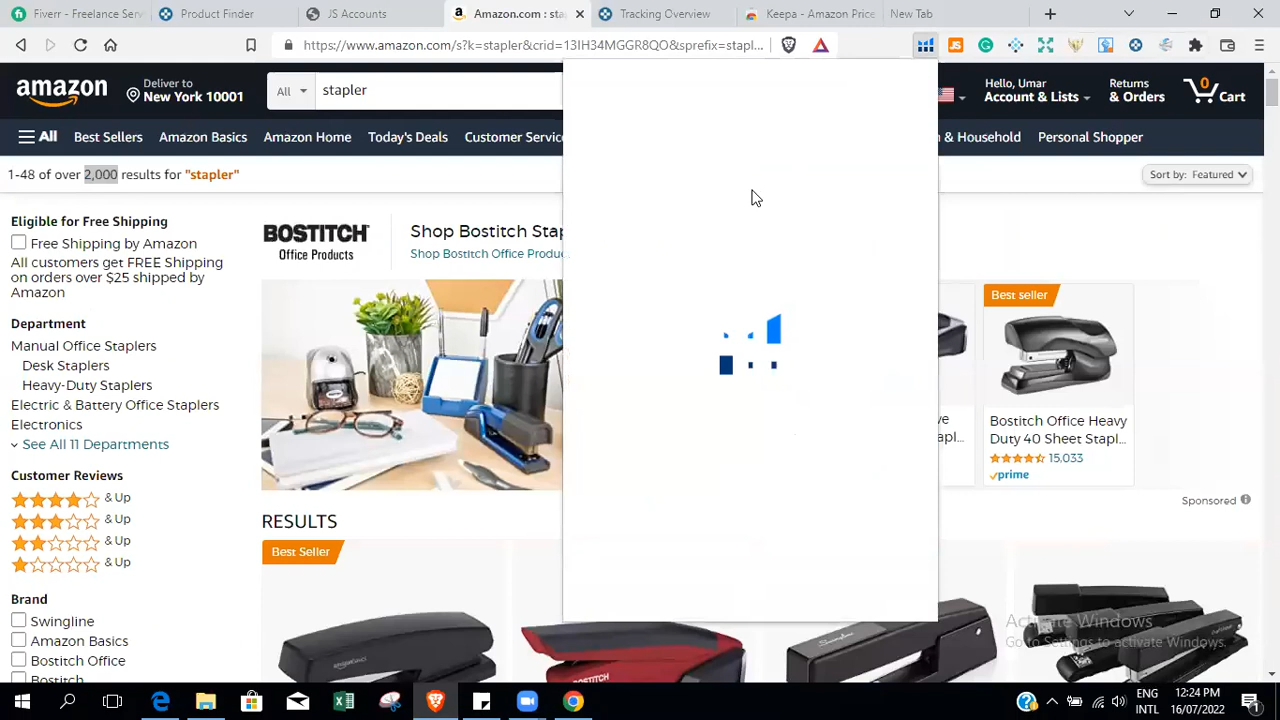 Fiverr - Freelance Serv
Product Finder
JS Accounts
Amazon.com : sta
Tracking Overview
Keepa - Amazon Price
New Tab
https://www.amazon.com/s?k=stapler&crid=13IH34MGGR8QO&sprefix=stapl...
amazon
Deliver to
New York 10001
All
stapler
Hello, Umar
Account & Lists
Returns
& Orders
0
Cart
All
Best Sellers
Amazon Basics
Amazon Home
Today's Deals
Customer Service
& Household
Personal Shopper
1-48 of over 2,000 results for "stapler"
Sort by: Featured
Eligible for Free Shipping
Free Shipping by Amazon
All customers get FREE Shipping
on orders over $25 shipped by
Amazon
Department
Manual Office Staplers
Desk Staplers
Heavy-Duty Staplers
Electric & Battery Office Staplers
Electronics
See All 11 Departments
Customer Reviews
& Up
& Up
& Up
& Up
Brand
Swingline
Amazon Basics
Bostitch Office
BOSTITCH
Office Products
Shop Bostitch Stap
Shop Bostitch Office Produc
Best seller
ve
al...
Bostitch Office Heavy
Duty 40 Sheet Stapl...
15,033
prime
Sponsored
RESULTS
Best Seller
Activate Windows
Go to Settings to activate Windows.
ENG
INTL
12:24 PM
16/07/2022
1